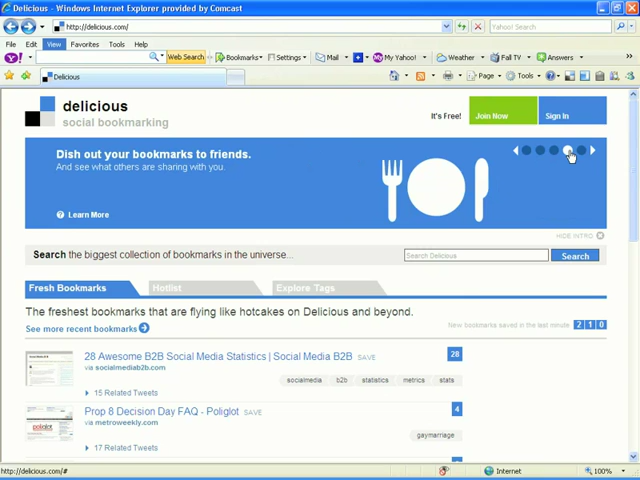 Delicious - Windows Internet Explorer provided by Comcast
http://delicious.com/
Yahoo! Search
File Edit View Favorites Tools Help
Y! Web Search Bookmarks Settings Mail My Yahoo! Weather Fall TV Answers
Delicious
Page Tools
delicious
social bookmarking
It's Free! Join Now Sign In
Dish out your bookmarks to friends.
And see what others are sharing with you.
Learn More
HIDE INTRO
Search the biggest collection of bookmarks in the universe...
Search Delicious
Search
Fresh Bookmarks Hotlist Explore Tags
The freshest bookmarks that are flying like hotcakes on Delicious and beyond.
See more recent bookmarks
New bookmarks saved in the last minute 2 1 0
28 Awesome B2B Social Media Statistics | Social Media B2B SAVE 28
via socialmediab2b.com
socialmedia b2b statistics metrics stats
15 Related Tweets
Prop 8 Decision Day FAQ - Poliglot SAVE 4
via metroweekly.com
gaymarriage
17 Related Tweets
http://delicious.com/#
Internet
100%